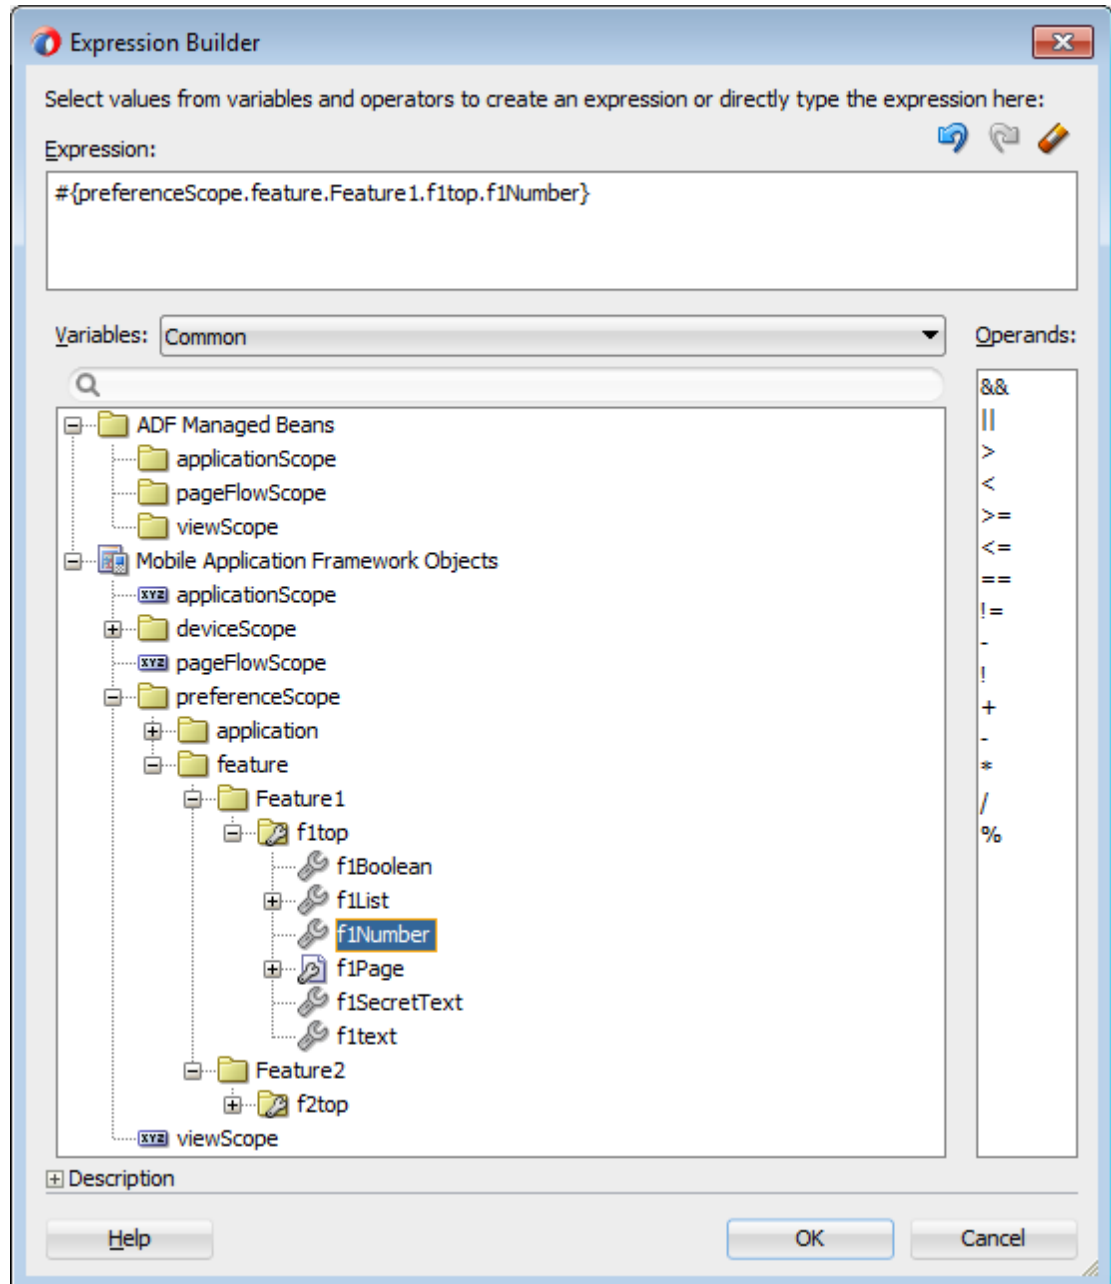 Expression Builder
Select values from variables and operators to create an expression or directly type the expression here:
Expression:
#{preferenceScope.feature.Feature1.f1top.f1Number}
Variables: Common
Operands:
ADF Managed Beans
applicationScope
pageFlowScope
viewScope
Mobile Application Framework Objects
XYZ applicationScope
deviceScope
XYZ pageFlowScope
preferenceScope
application
feature
Feature1
f1top
f1Boolean
f1List
f1Number
f1Page
f1SecretText
f1text
Feature2
f2top
XYZ viewScope
&&
||
>
<
>=
<=
==
!=
-
!
+
-
*
/
%
Description
Help
OK
Cancel